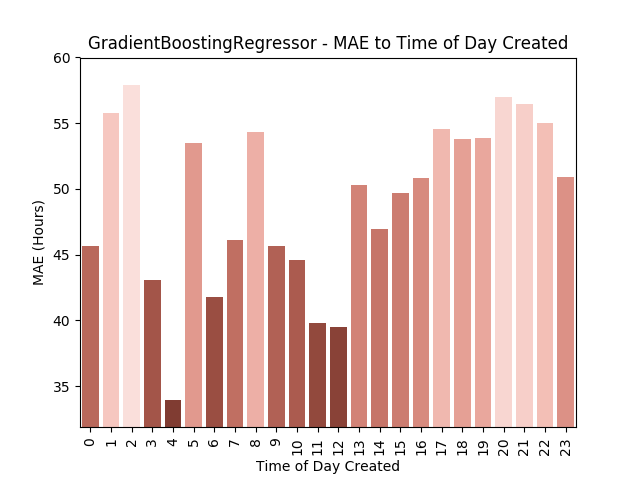 GradientBoostingRegressor - MAE to Time of Day Created
60
55
50
45
40
35
MAE (Hours)
0 1 2 3 4 5 6 7 8 9 10 11 12 13 14 15 16 17 18 19 20 21 22 23
Time of Day Created